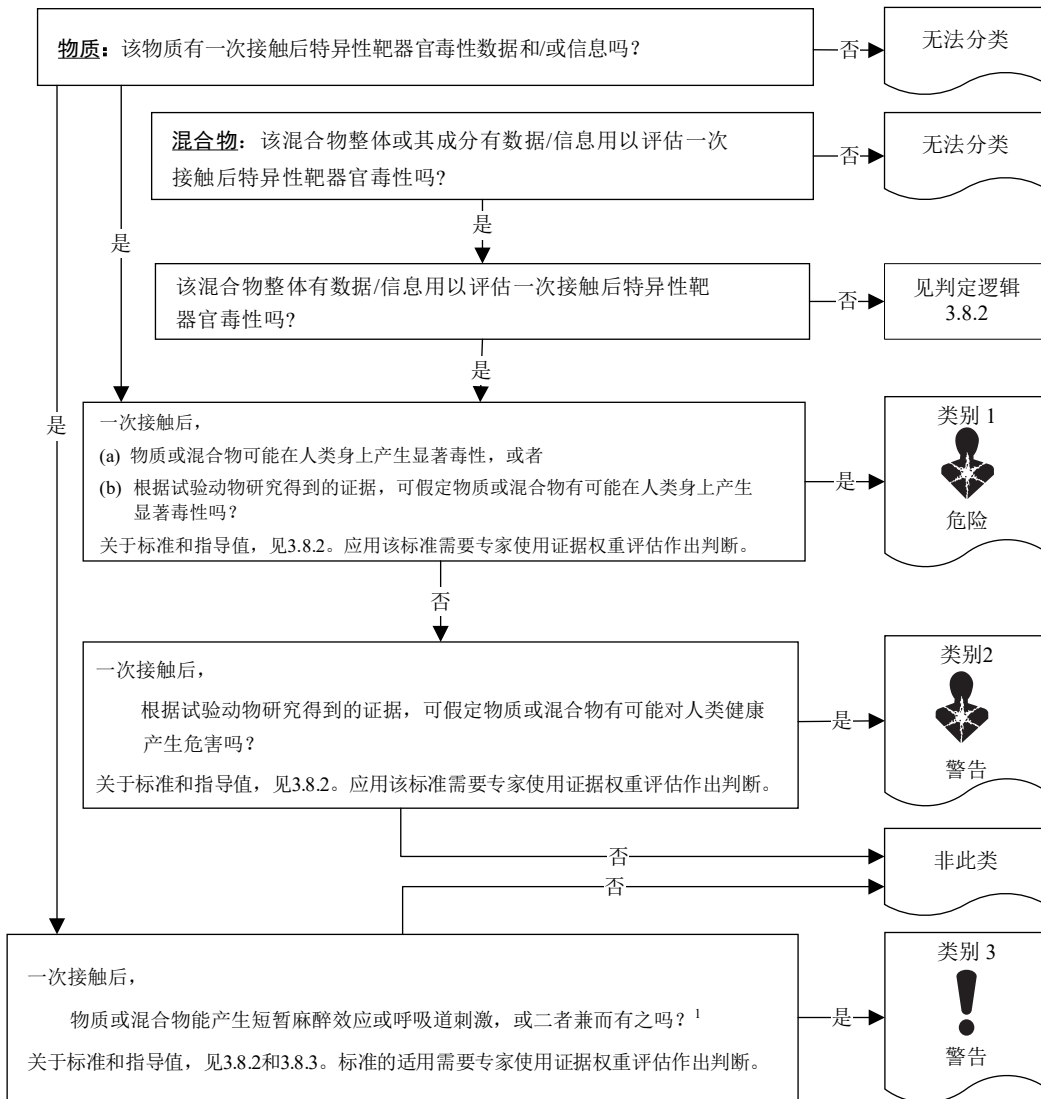 物质：该物质有一次接触后特异性靶器官毒性数据和/或信息吗？
否
无法分类
混合物：该混合物整体或其成分有数据/信息用以评估一次
接触后特异性靶器官毒性吗?
否
无法分类
是
是
该混合物整体有数据/信息用以评估一次接触后特异性靶
器官毒性吗?
否
见判定逻辑
3.8.2
是
是
一次接触后，
(a) 物质或混合物可能在人类身上产生显著毒性，或者
(b) 根据试验动物研究得到的证据，可假定物质或混合物有可能在人类身上产生
显著毒性吗？
关于标准和指导值，见3.8.2。应用该标准需要专家使用证据权重评估作出判断。
是
类别 1
危险
否
一次接触后，
根据试验动物研究得到的证据，可假定物质或混合物有可能对人类健康
产生危害吗？
关于标准和指导值，见3.8.2。应用该标准需要专家使用证据权重评估作出判断。
是
类别2
警告
否
否
非此类
一次接触后，
物质或混合物能产生短暂麻醉效应或呼吸道刺激，或二者兼而有之吗？1
关于标准和指导值，见3.8.2和3.8.3。标准的适用需要专家使用证据权重评估作出判断。
是
类别 3
警告